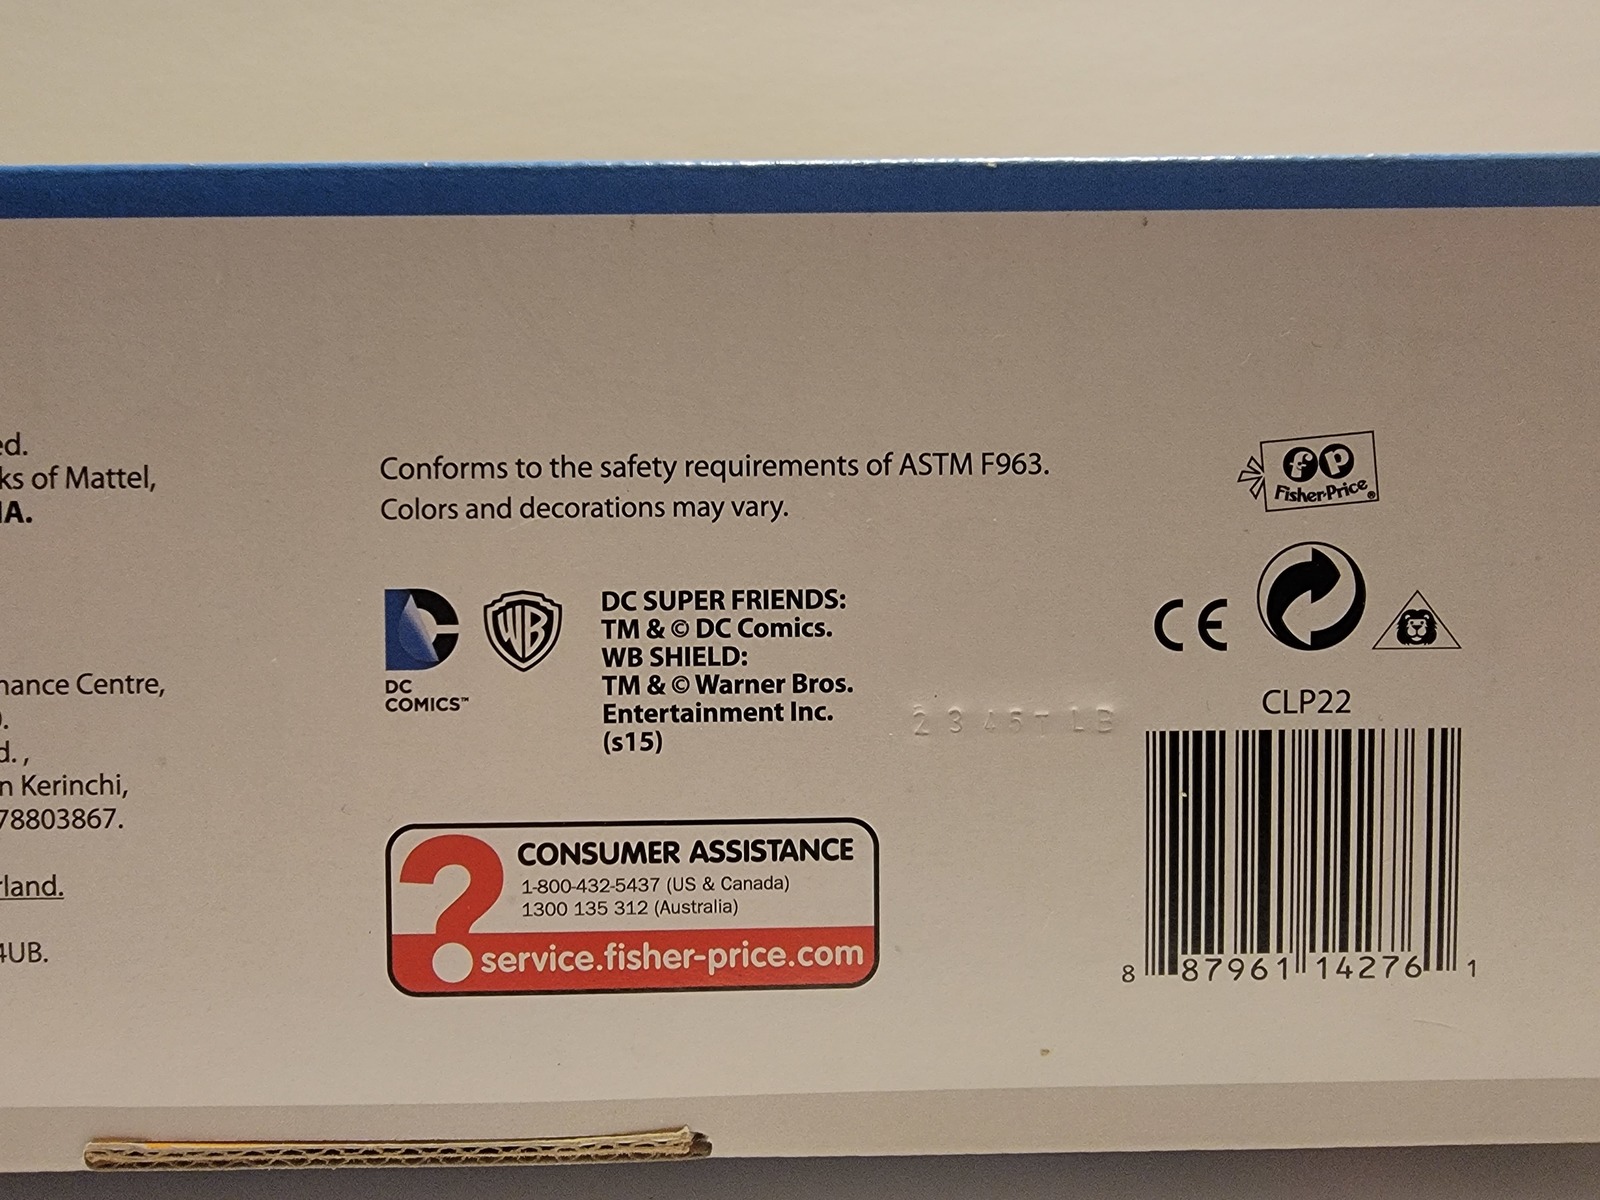 ed.
ks of Mattel,
IA.
nance Centre,
).
d.,
n Kerinchi,
78803867.
rland.
4UB.
Conforms to the safety requirements of ASTM F963.
Colors and decorations may vary.
DC
COMICS™
WB
DC SUPER FRIENDS:
TM & © DC Comics.
WB SHIELD:
TM & © Warner Bros.
Entertainment Inc.
(s15)
2345T LB
CONSUMER ASSISTANCE
1-800-432-5437 (US & Canada)
1300 135 312 (Australia)
service.fisher-price.com
fp
Fisher-Price®
CE
CLP22
8 87961 14276 1